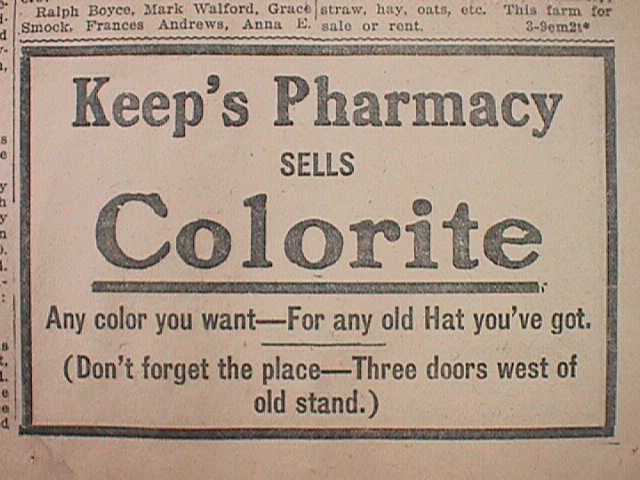 Ralph Boyce, Mark Walford, Grace
Smock, Frances Andrews, Anna E.
straw, hay, oats, etc. This farm for
sale or rent. 3-9em2t*
Keep's Pharmacy
SELLS
Colorite
Any color you want—For any old Hat you've got.
(Don't forget the place—Three doors west of
old stand.)